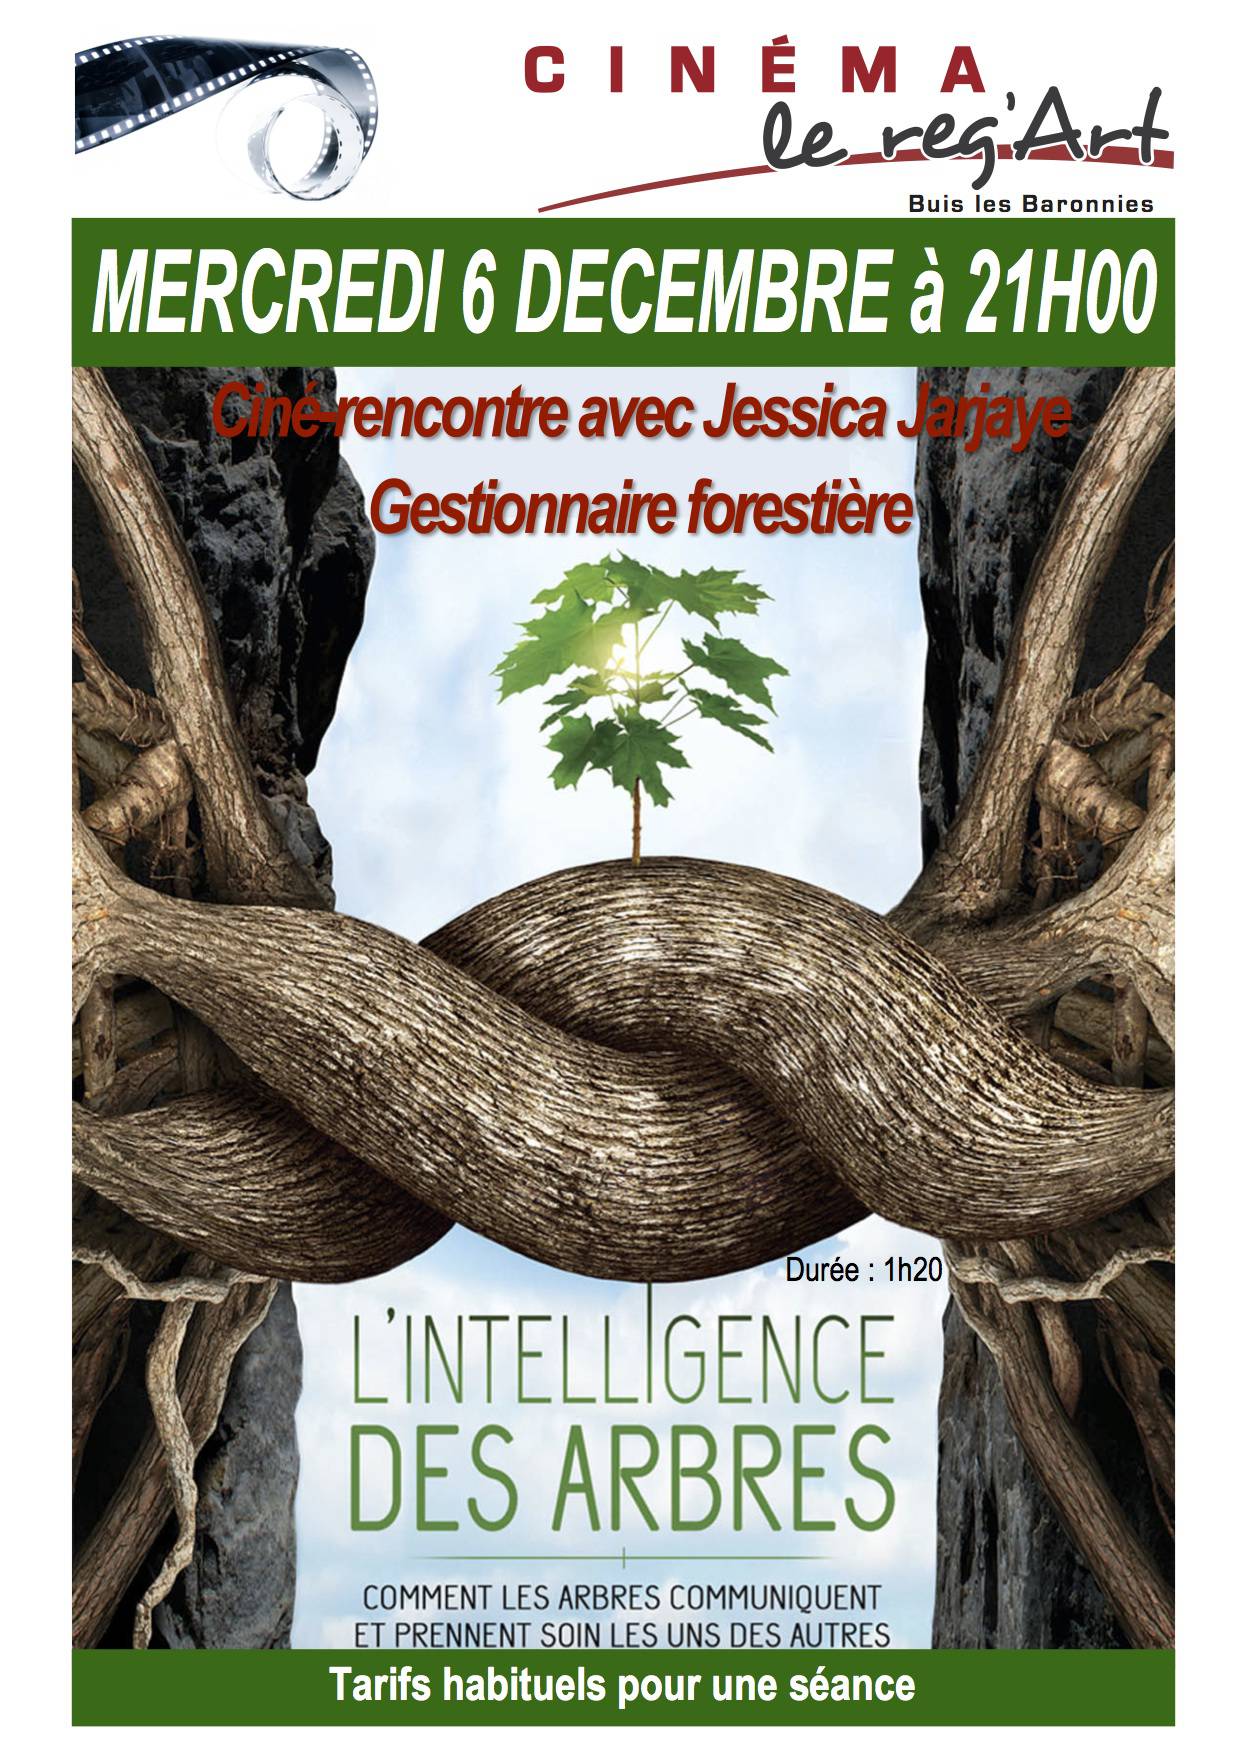 CINÉMA
le reg'Art
Buis les Baronnies
MERCREDI 6 DECEMBRE à 21H00
Ciné-rencontre avec Jessica Jarjaye
Gestionnaire forestière
Durée : 1h20
L'INTELLIGENCE
DES ARBRES
COMMENT LES ARBRES COMMUNIQUENT
ET PRENNENT SOIN LES UNS DES AUTRES
Tarifs habituels pour une séance